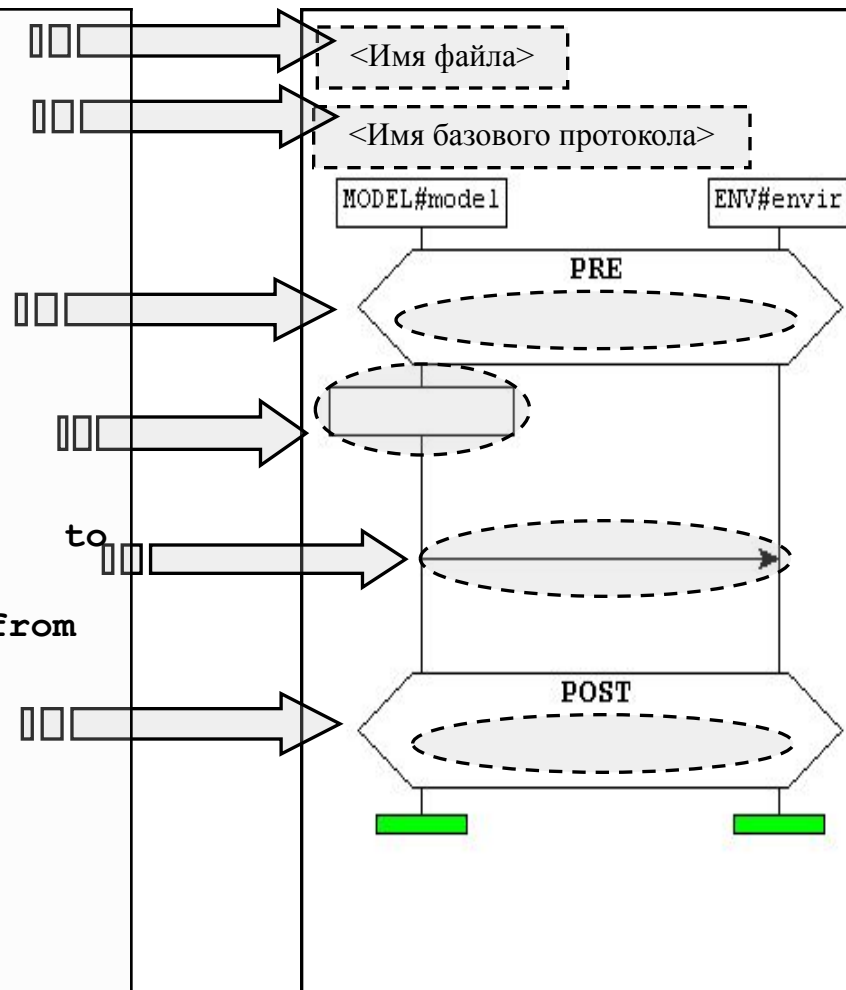 <Имя файла>
<Имя базового протокола>
MODEL#model ENV#envir
PRE
to
from
POST